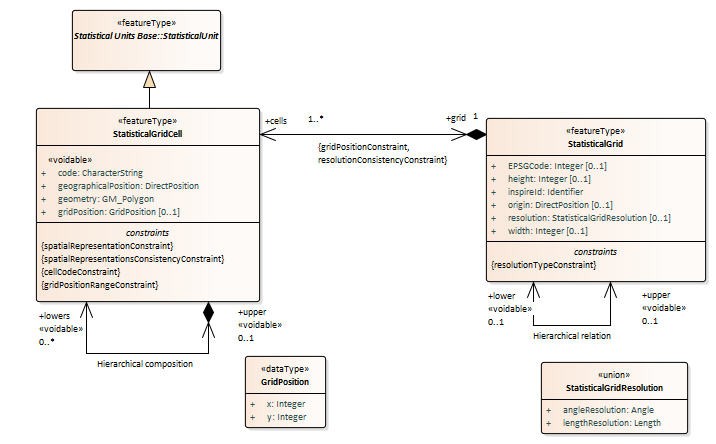 «featureType»
Statistical Units Base::StatisticalUnit
«featureType»
StatisticalGridCell
«voidable»
+ code: CharacterString
+ geographicalPosition: DirectPosition
+ geometry: GM_Polygon
+ gridPosition: GridPosition [0..1]
constraints
{spatialRepresentationConstraint}
{spatialRepresentationsConsistencyConstraint}
{cellCodeConstraint}
{gridPositionRangeConstraint}
+cells 1..* +grid 1
{gridPositionConstraint,
resolutionConsistencyConstraint}
«featureType»
StatisticalGrid
+ EPSGCode: Integer [0..1]
+ height: Integer [0..1]
+ inspireId: Identifier
+ origin: DirectPosition [0..1]
+ resolution: StatisticalGridResolution [0..1]
+ width: Integer [0..1]
constraints
{resolutionTypeConstraint}
+lowers
«voidable»
0..*
+upper
«voidable»
0..1
Hierarchical composition
+lower
«voidable»
0..1
+upper
«voidable»
0..1
Hierarchical relation
«dataType»
GridPosition
+ x: Integer
+ y: Integer
«union»
StatisticalGridResolution
+ angleResolution: Angle
+ lengthResolution: Length